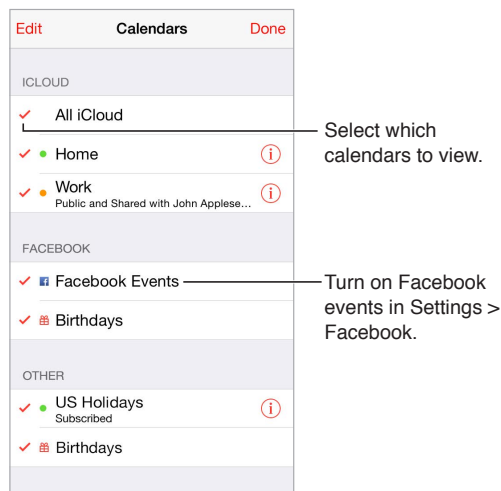 Edit Calendars Done
ICLOUD
All iCloud
Home
Work
Public and Shared with John Applese...
FACEBOOK
Facebook Events
Birthdays
OTHER
US Holidays
Subscribed
Birthdays
Select which
calendars to view.
Turn on Facebook
events in Settings >
Facebook.